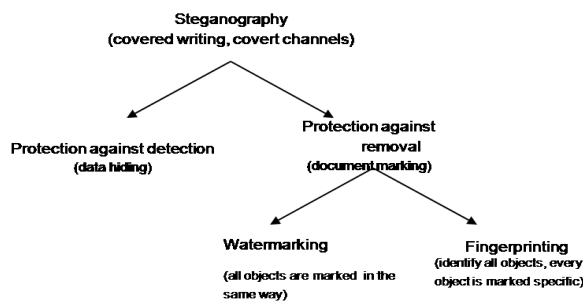 Steganography
(covered writing, covert channels)
Protection against detection
(data hiding)
Protection against
removal
(document marking)
Watermarking
(all objects are marked in the
same way)
Fingerprinting
(identify all objects, every
object is marked specific)